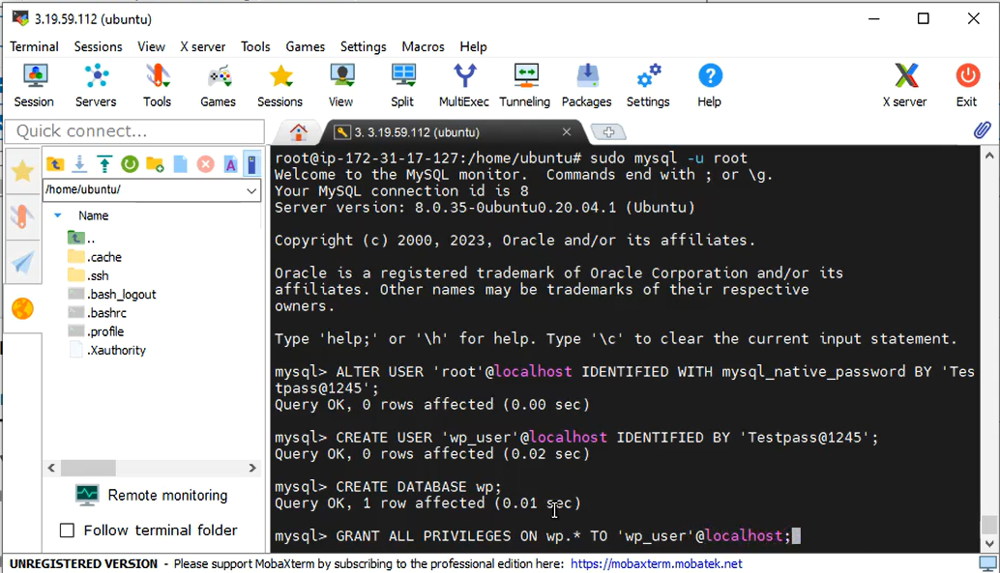 3.19.59.112 (ubuntu)
Terminal Sessions View X server Tools Games Settings Macros Help
Session Servers Tools Games Sessions View Split MultiExec Tunneling Packages Settings Help X server Exit
Quick connect...
3. 3.19.59.112 (ubuntu)
/home/ubuntu/
Name
..
.cache
.ssh
.bash_logout
.bashrc
.profile
.Xauthority
Remote monitoring
Follow terminal folder
root@ip-172-31-17-127:/home/ubuntu# sudo mysql -u root
Welcome to the MySQL monitor.  Commands end with ; or \g.
Your MySQL connection id is 8
Server version: 8.0.35-0ubuntu0.20.04.1 (Ubuntu)
Copyright (c) 2000, 2023, Oracle and/or its affiliates.
Oracle is a registered trademark of Oracle Corporation and/or its
affiliates. Other names may be trademarks of their respective
owners.
Type 'help;' or '\h' for help. Type '\c' to clear the current input statement.
mysql> ALTER USER 'root'@localhost IDENTIFIED WITH mysql_native_password BY 'Tes
tpass@1245';
Query OK, 0 rows affected (0.00 sec)
mysql> CREATE USER 'wp_user'@localhost IDENTIFIED BY 'Testpass@1245';
Query OK, 0 rows affected (0.02 sec)
mysql> CREATE DATABASE wp;
Query OK, 1 row affected (0.01 sec)
mysql> GRANT ALL PRIVILEGES ON wp.* TO 'wp_user'@localhost;
UNREGISTERED VERSION - Please support MobaXterm by subscribing to the professional edition here: https://mobaxterm.mobatek.net